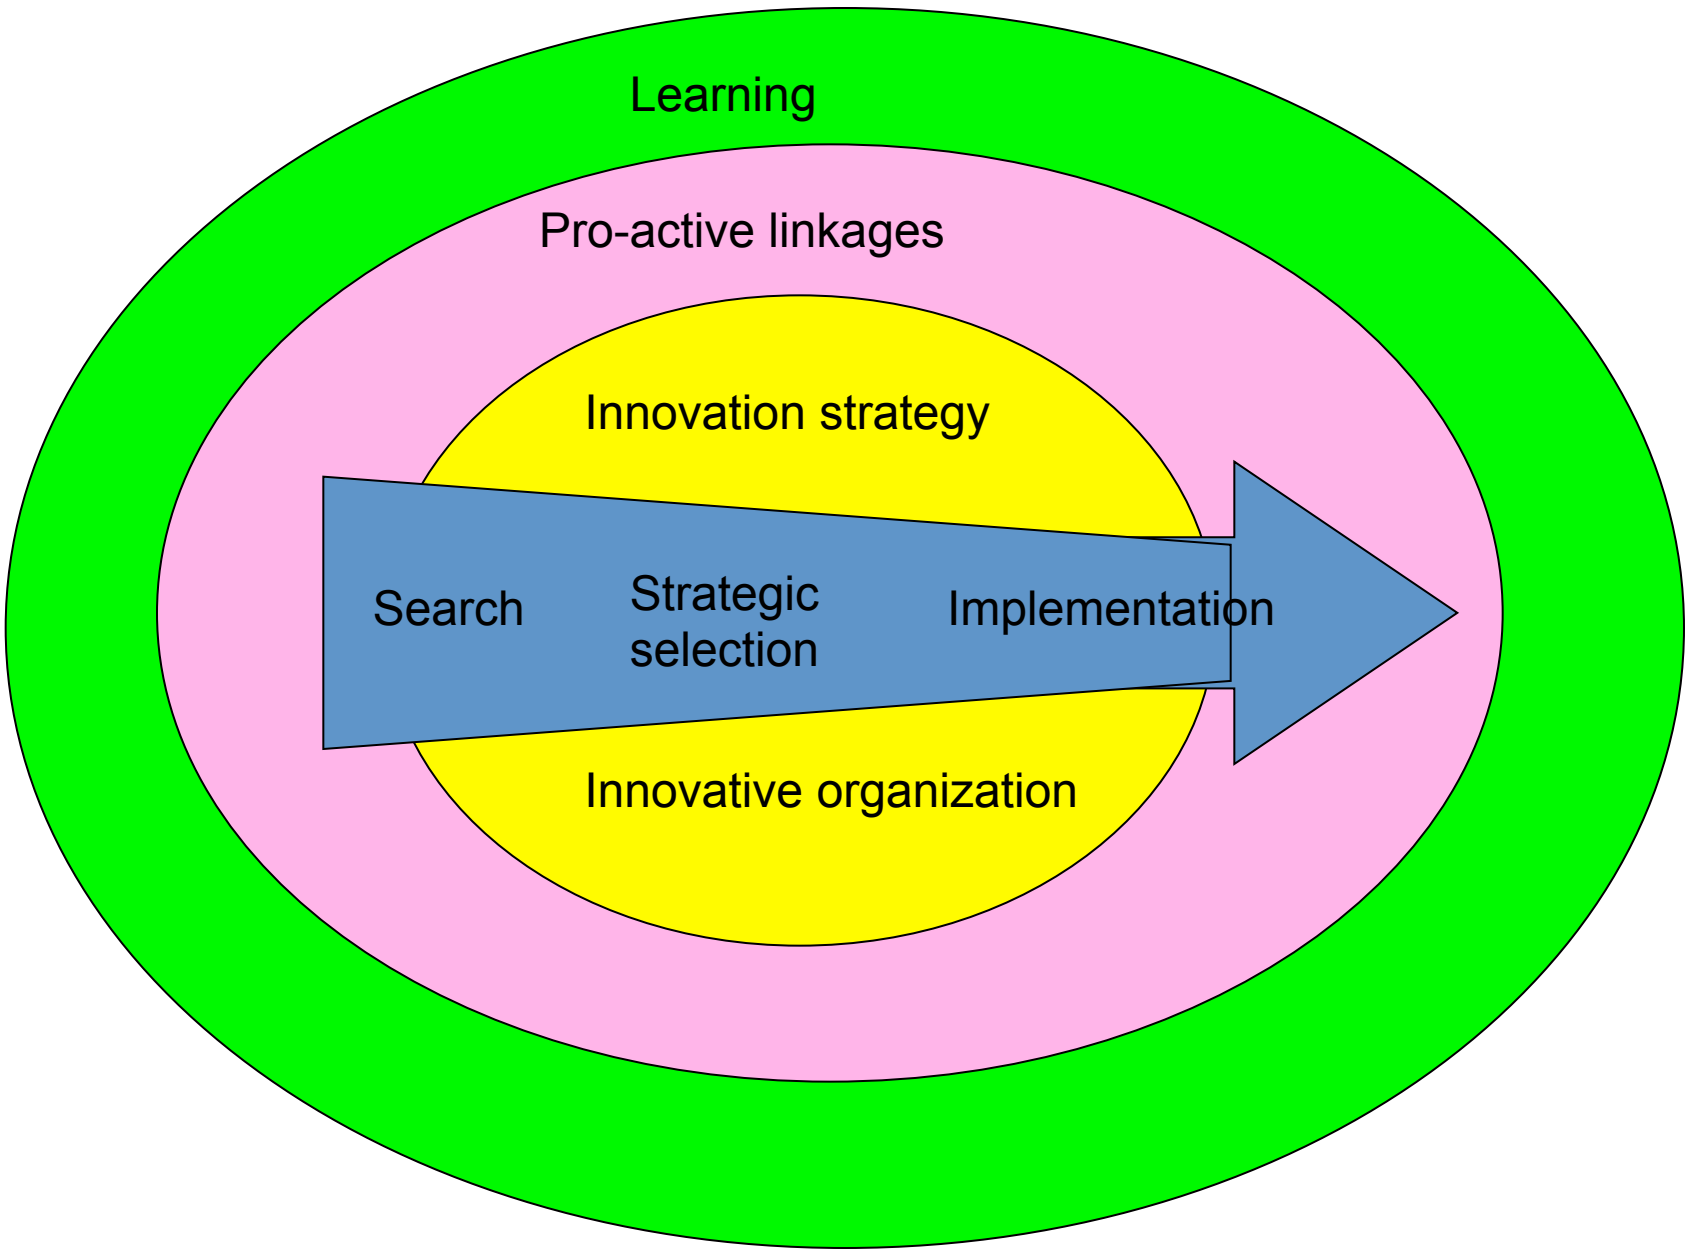 Learning
Pro-active linkages
Innovation strategy
Search
Strategic
selection
Implementation
Innovative organization